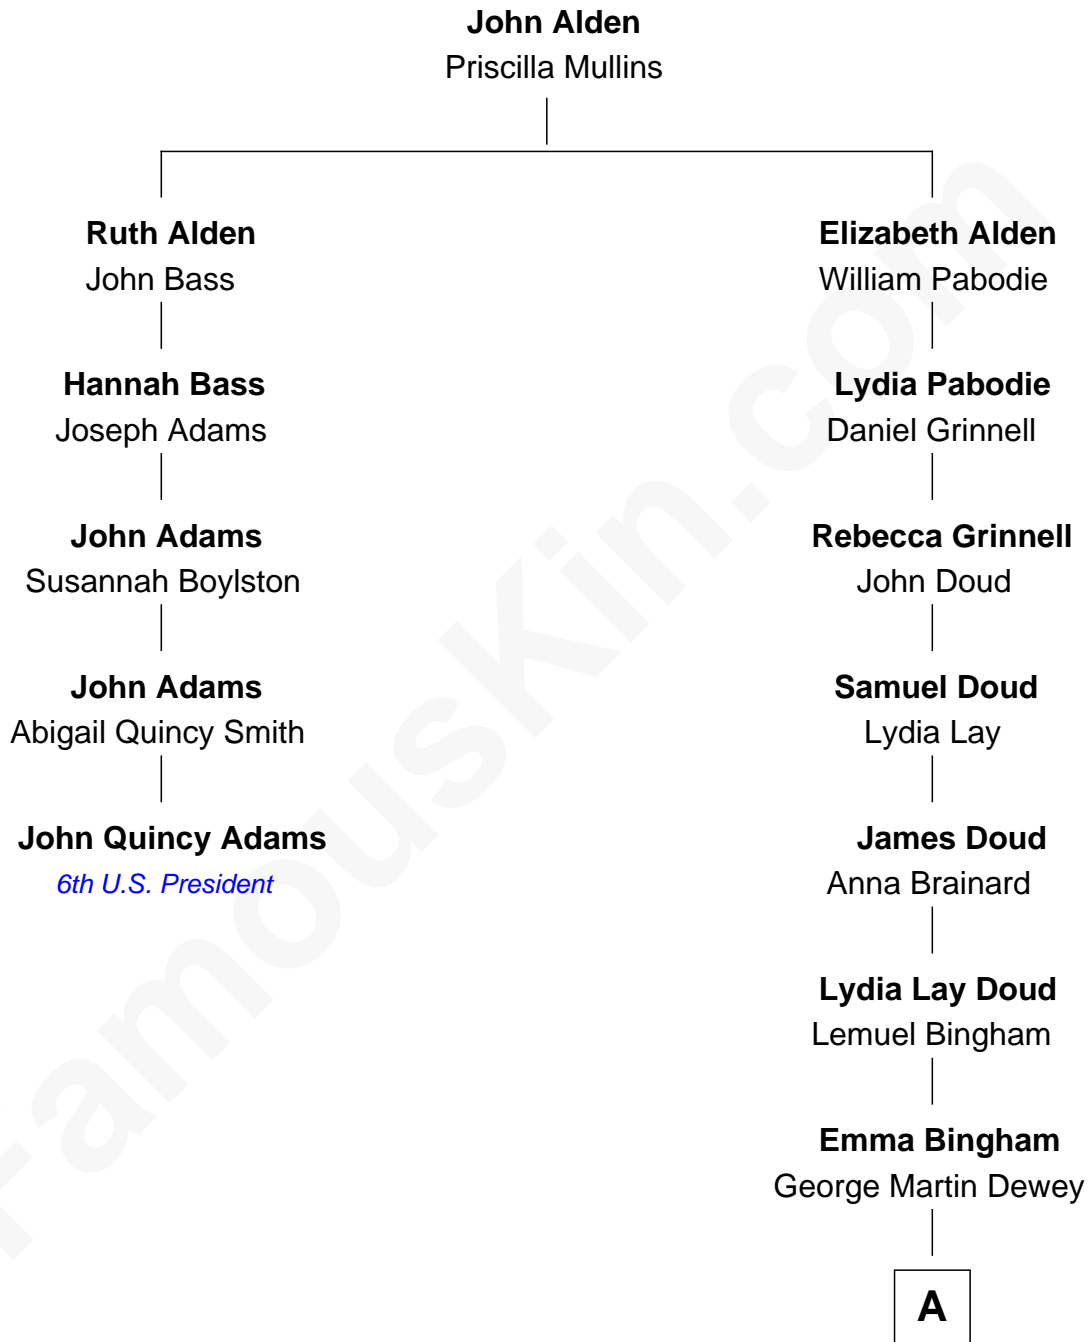 John Alden
Priscilla Mullins
Ruth Alden
John Bass
Hannah Bass
Joseph Adams
John Adams
Susannah Boylston
John Adams
Abigail Quincy Smith
John Quincy Adams
6th U.S. President
Elizabeth Alden
William Pabodie
Lydia Pabodie
Daniel Grinnell
Rebecca Grinnell
John Doud
Samuel Doud
Lydia Lay
James Doud
Anna Brainard
Lydia Lay Doud
Lemuel Bingham
Emma Bingham
George Martin Dewey
A
FamousKin.com